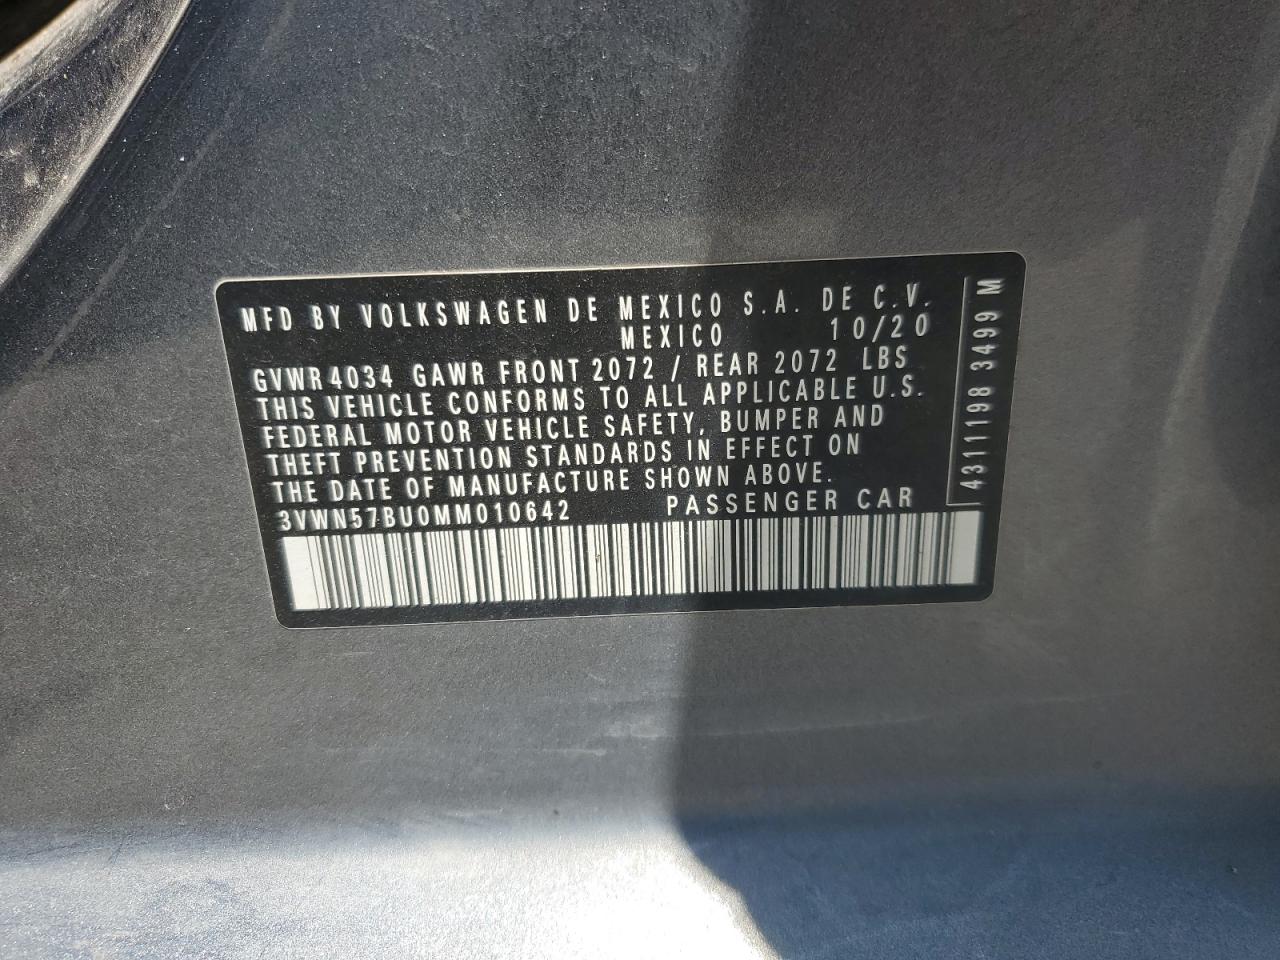 MFD BY VOLKSWAGEN DE MEXICO S.A. DE C.V.
MEXICO 10/20
GVWR 4034 GAWR FRONT 2072 / REAR 2072 LBS
THIS VEHICLE CONFORMS TO ALL APPLICABLE U.S.
FEDERAL MOTOR VEHICLE SAFETY, BUMPER AND
THEFT PREVENTION STANDARDS IN EFFECT ON
THE DATE OF MANUFACTURE SHOWN ABOVE.
3VWN57BU0MM010642 PASSENGER CAR
4311198 3499 M